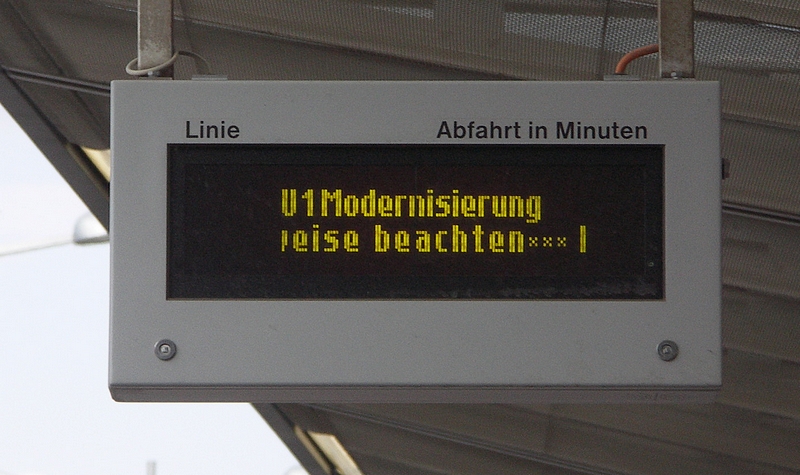 Linie Abfahrt in Minuten
U1 Modernisierung
eise beachten×××